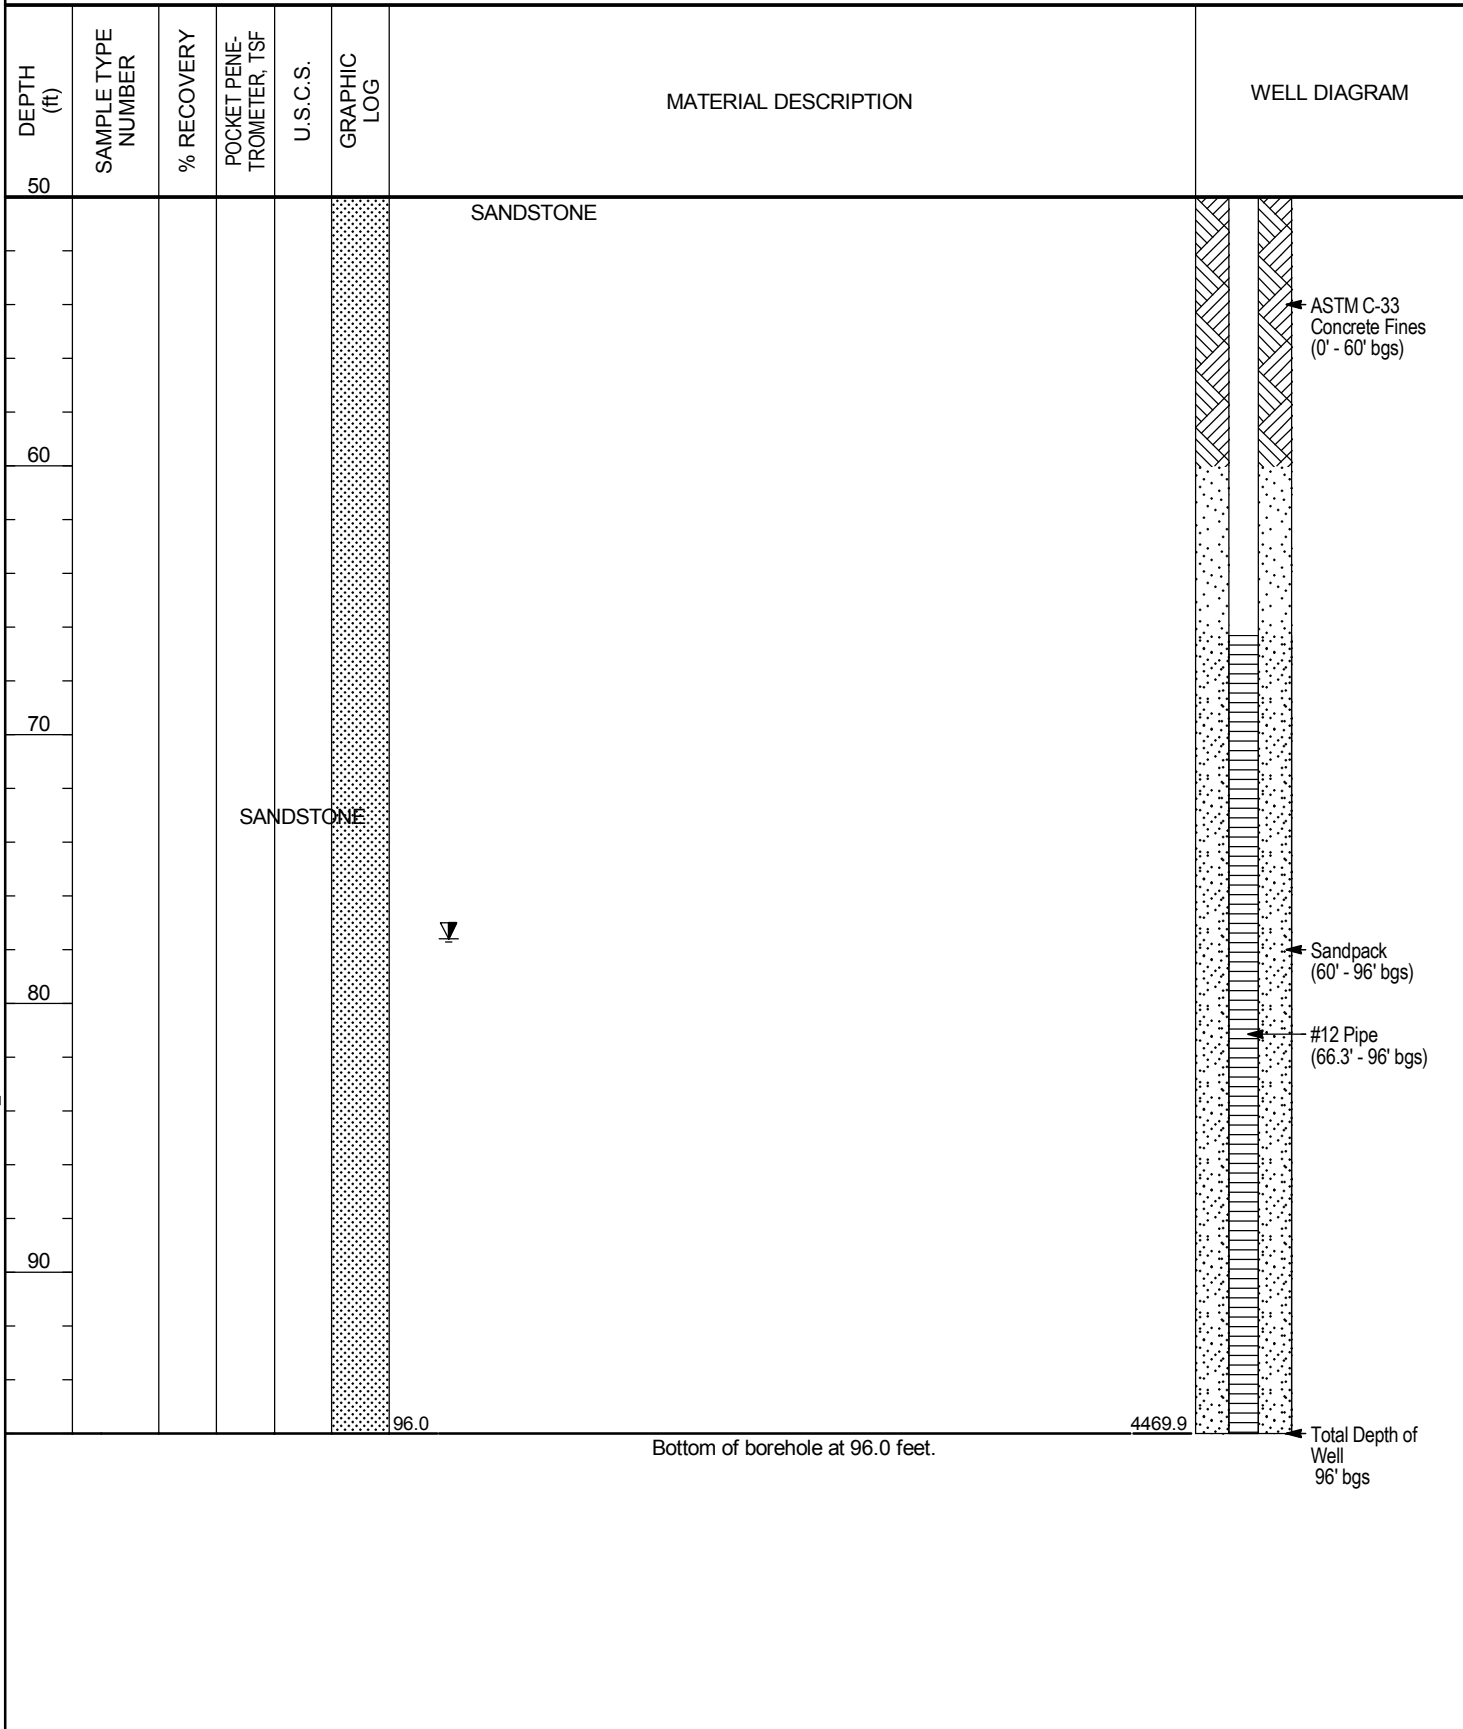 DEPTH
(ft)
SAMPLE TYPE
NUMBER
% RECOVERY
POCKET PENE-
TROMETER, TSF
U.S.C.S.
GRAPHIC
LOG
MATERIAL DESCRIPTION
WELL DIAGRAM
50
SANDSTONE
ASTM C-33
Concrete Fines
(0' - 60' bgs)
60
70
SANDSTONE
Sandpack
(60' - 96' bgs)
80
#12 Pipe
(66.3' - 96' bgs)
90
96.0
4469.9
Bottom of borehole at 96.0 feet.
Total Depth of
Well
96' bgs